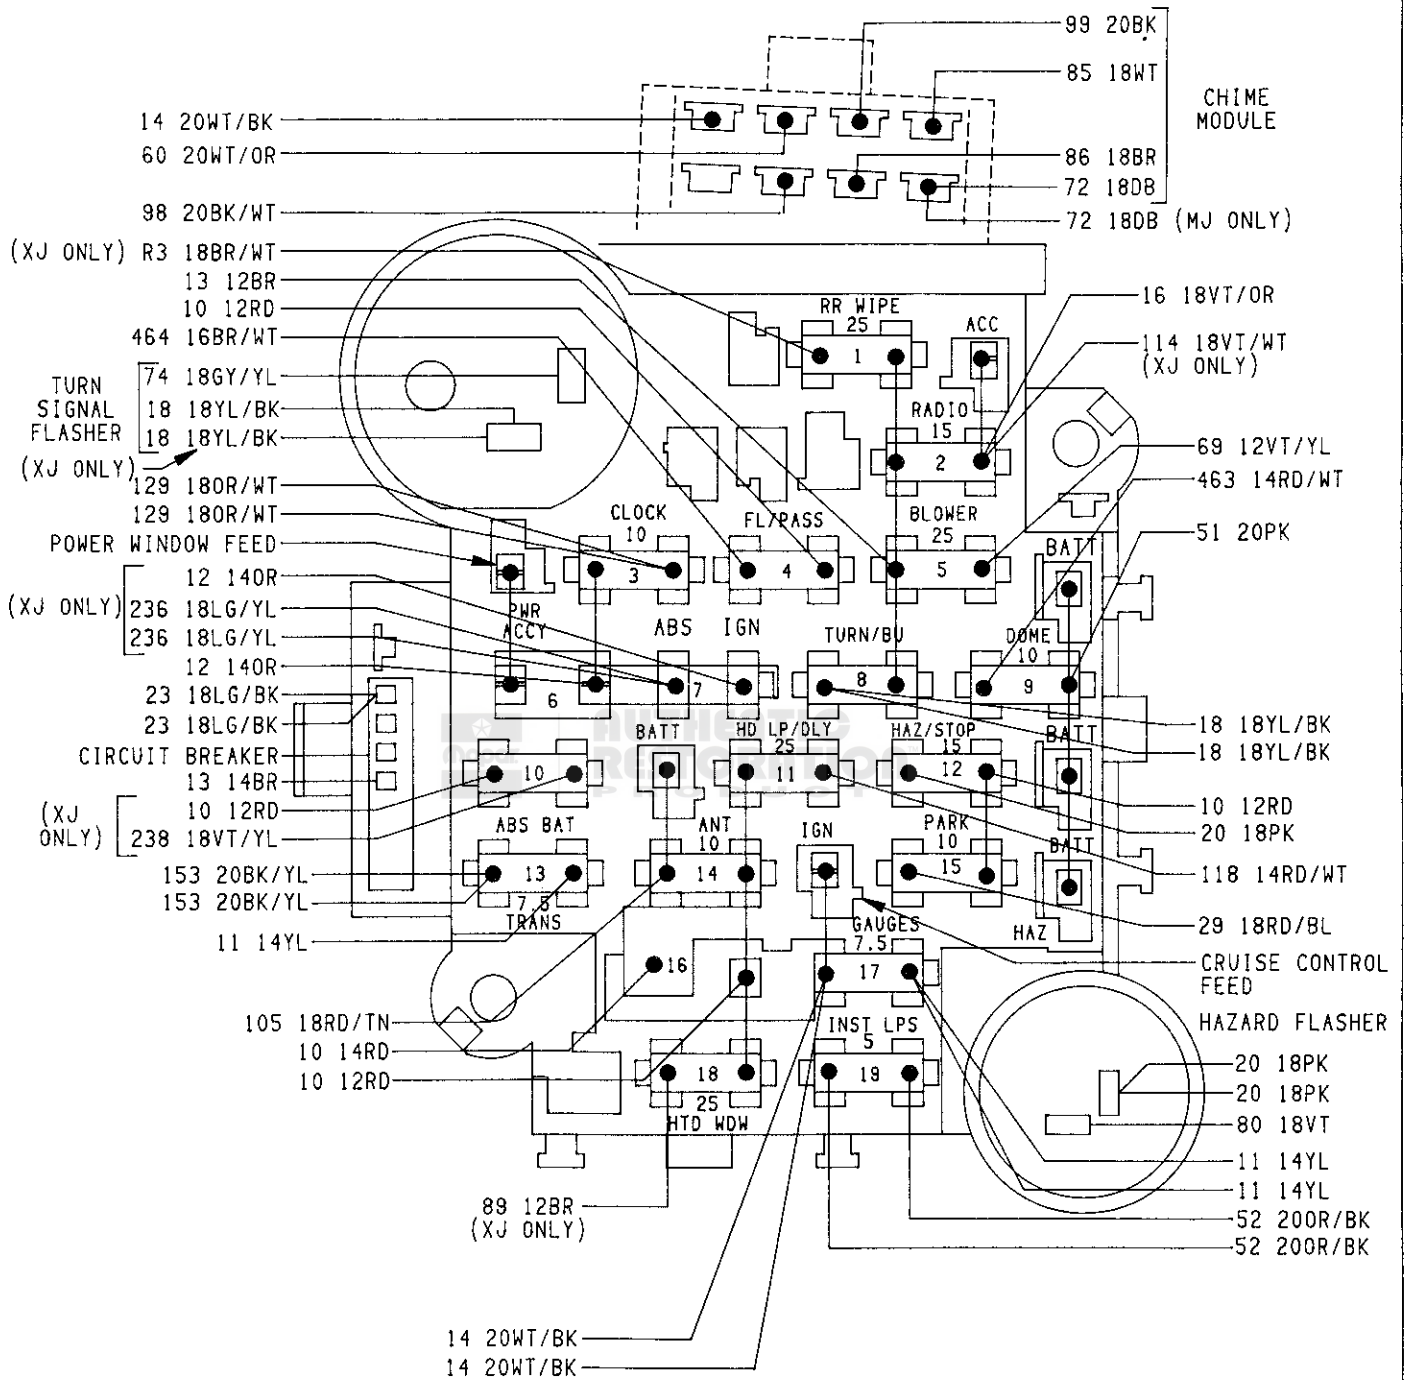 99 20BK
85 18WT
CHIME
MODULE
14 20WT/BK
60 20WT/OR
86 18BR
72 18DB
98 20BK/WT
72 18DB (MJ ONLY)
(XJ ONLY) R3 18BR/WT
13 12BR
10 12RD
464 16BR/WT
RR WIPE
25
1
ACC
16 18VT/OR
114 18VT/WT
(XJ ONLY)
TURN
SIGNAL
FLASHER
74 18GY/YL
18 18YL/BK
18 18YL/BK
(XJ ONLY)
RADIO
15
2
69 12VT/YL
463 14RD/WT
129 18OR/WT
129 18OR/WT
CLOCK
10
3
FL/PASS
4
BLOWER
25
5
BATT
51 20PK
POWER WINDOW FEED
12 14OR
(XJ ONLY)
236 18LG/YL
236 18LG/YL
12 14OR
PWR
ACCY
6
ABS
IGN
7
TURN/BU
8
DOME
10
9
23 18LG/BK
23 18LG/BK
CIRCUIT BREAKER
13 14BR
10 12RD
(XJ
ONLY)
238 18VT/YL
Mopar
AUTHENTIC
RESTORATION
PRODUCT
BATT
HD LP/DLY
25
11
HAZ/STOP
15
12
BATT
18 18YL/BK
18 18YL/BK
10
ABS BAT
10 12RD
20 18PK
153 20BK/YL
153 20BK/YL
11 14YL
13
7.5
TRANS
ANT
10
14
IGN
PARK
10
15
BATT
118 14RD/WT
29 18RD/BL
HAZ
GAUGES
7.5
17
16
CRUISE CONTROL
FEED
HAZARD FLASHER
105 18RD/TN
10 14RD
10 12RD
18
25
HTD WDW
INST LPS
5
19
20 18PK
20 18PK
80 18VT
11 14YL
11 14YL
52 20OR/BK
52 20OR/BK
89 12BR
(XJ ONLY)
14 20WT/BK
14 20WT/BK